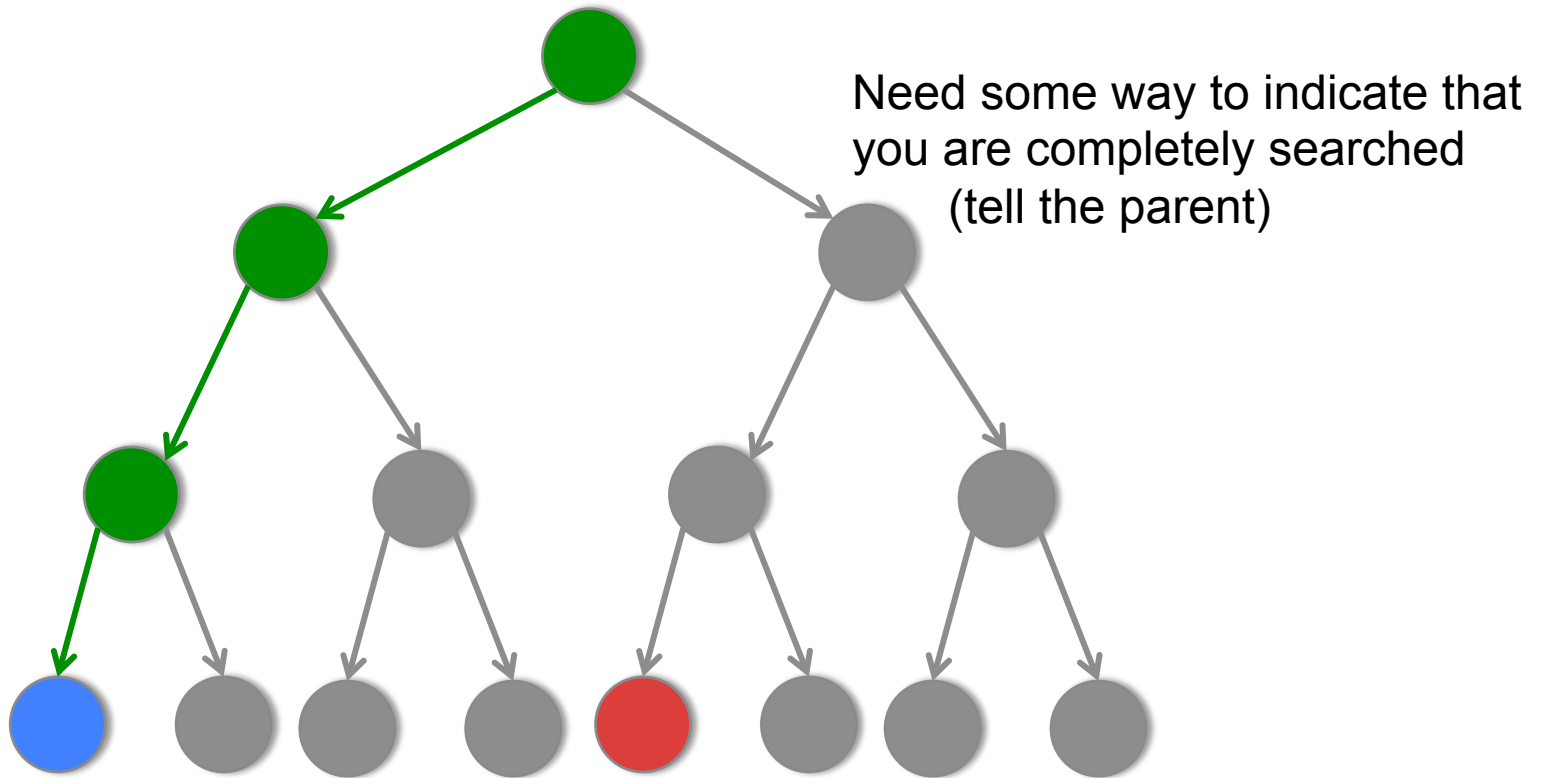 Need some way to indicate that
you are completely searched
(tell the parent)